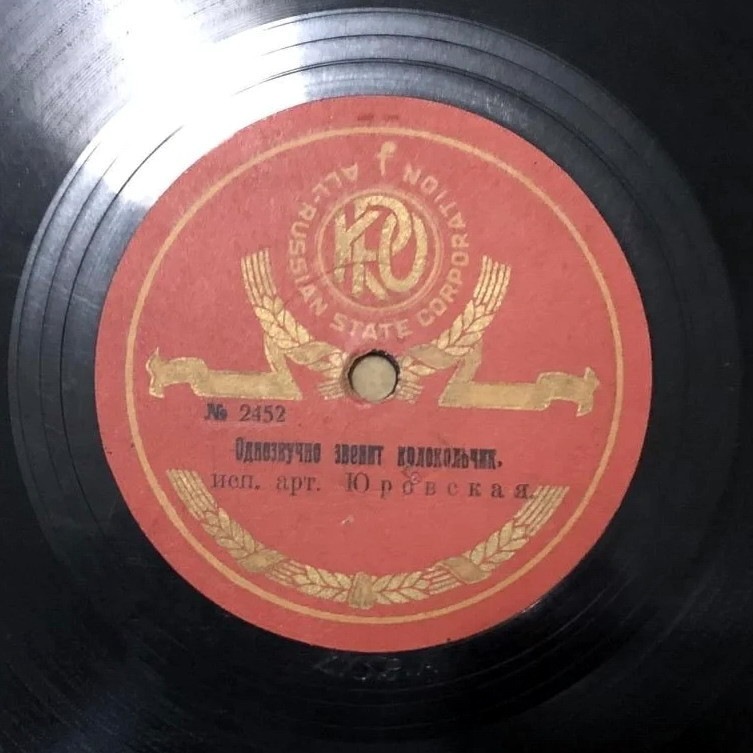 ALL-RUSSIAN STATE CORPORATION
№ 2452
Однозвучно звенит колокольчик.
исп. арт. Юровская.